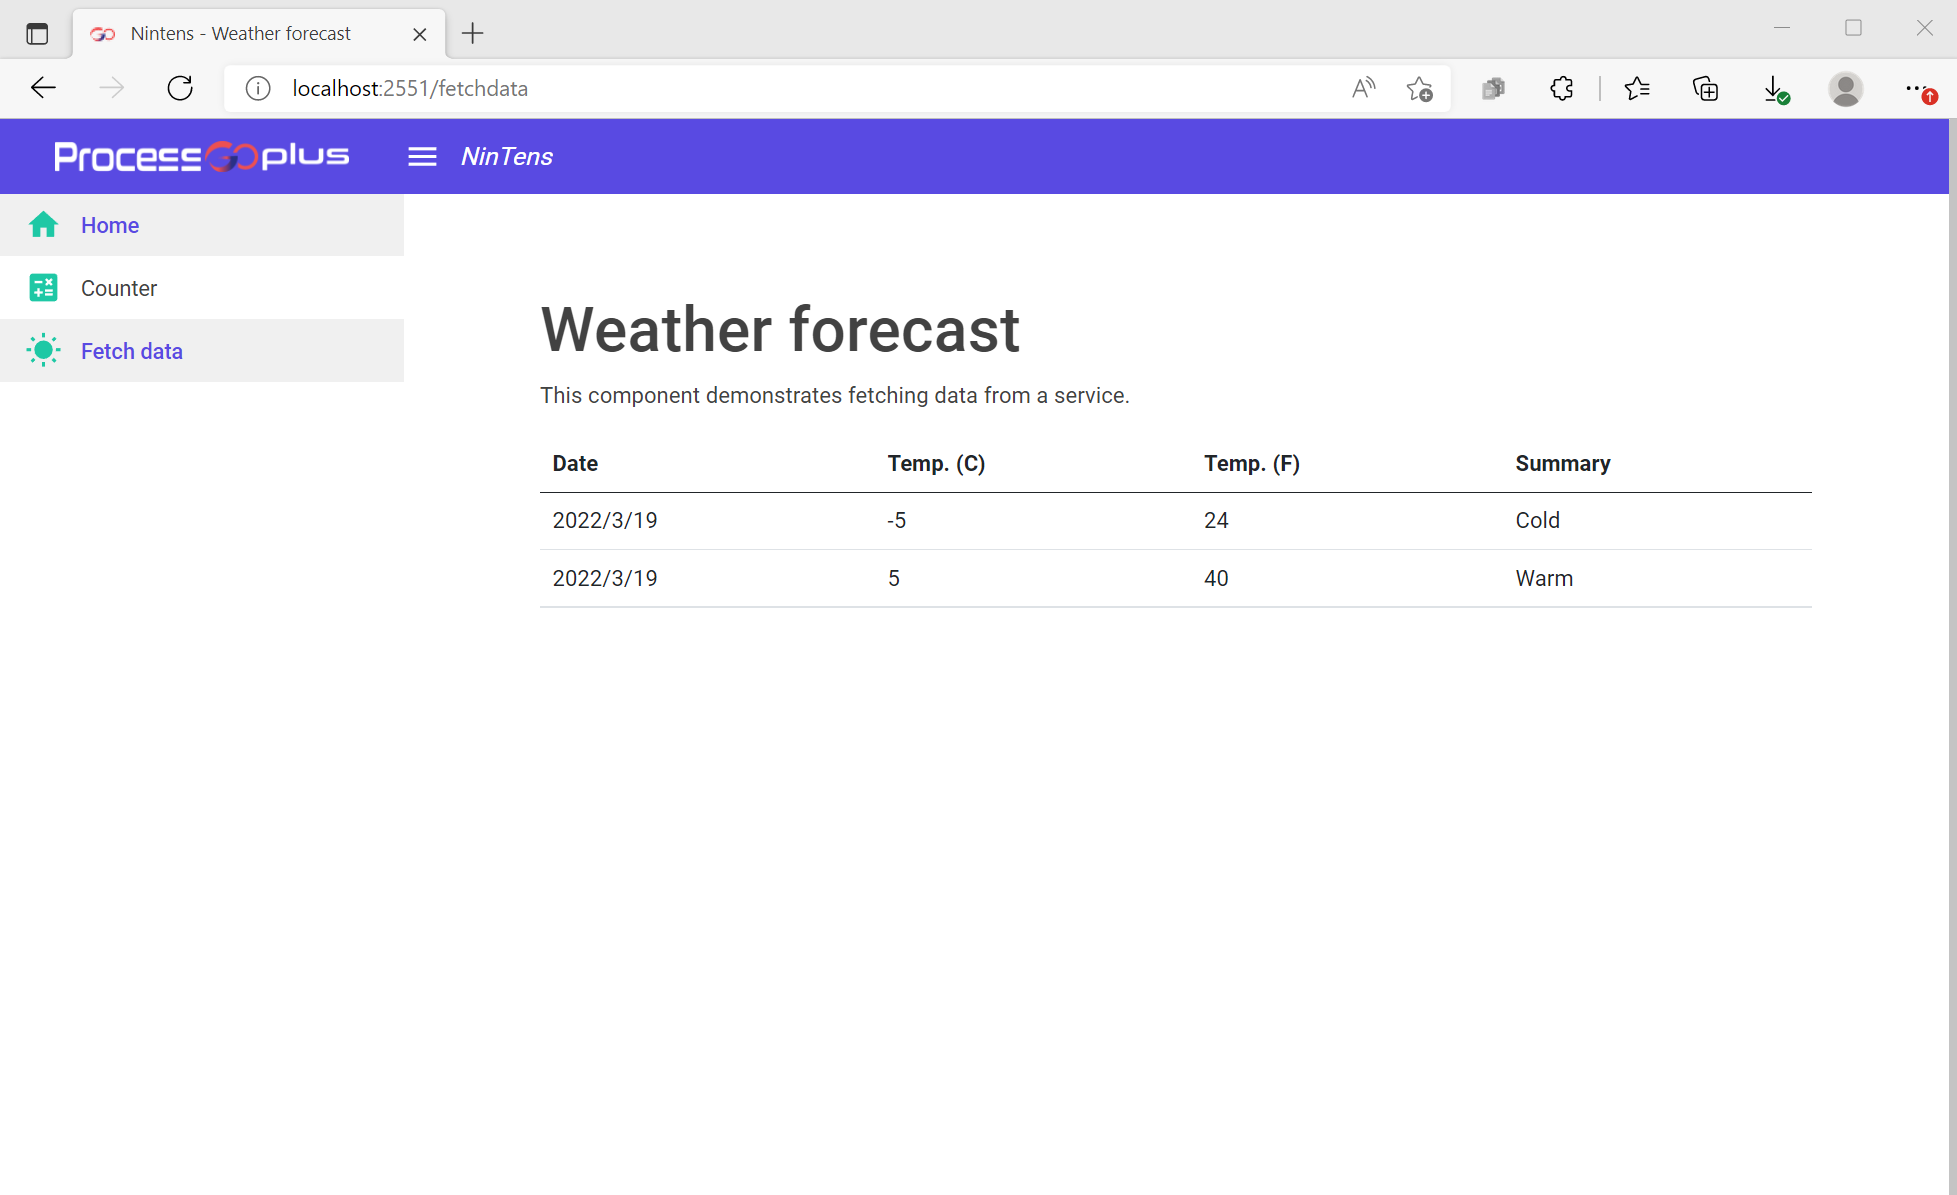 Nintens - Weather forecast
localhost:2551/fetchdata
ProcessGOplus
NinTens
Home
Counter
Fetch data
Weather forecast
This component demonstrates fetching data from a service.
Date Temp. (C) Temp. (F) Summary
2022/3/19 -5 24 Cold
2022/3/19 5 40 Warm